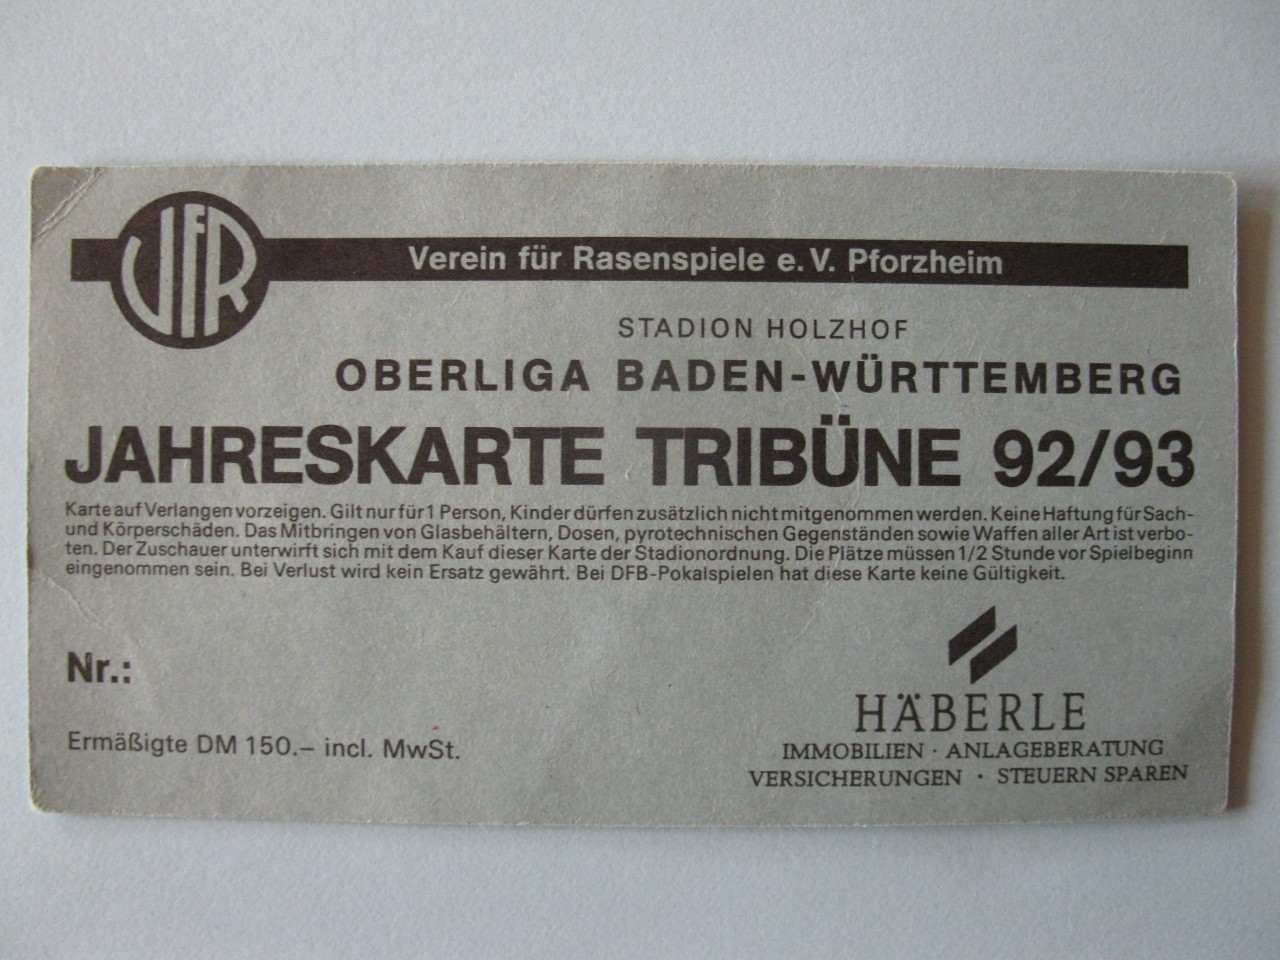 VfR
Verein für Rasenspiele e.V. Pforzheim
STADION HOLZHOF
OBERLIGA BADEN-WÜRTTEMBERG
JAHRESKARTE TRIBÜNE 92/93
Karte auf Verlangen vorzeigen. Gilt nur für 1 Person, Kinder dürfen zusätzlich nicht mitgenommen werden. Keine Haftung für Sach-
und Körperschäden. Das Mitbringen von Glasbehältern, Dosen, pyrotechnischen Gegenständen sowie Waffen aller Art ist verbo-
ten. Der Zuschauer unterwirft sich mit dem Kauf dieser Karte der Stadionordnung. Die Plätze müssen 1/2 Stunde vor Spielbeginn
eingenommen sein. Bei Verlust wird kein Ersatz gewährt. Bei DFB-Pokalspielen hat diese Karte keine Gültigkeit.
Nr.:
Ermäßigte DM 150.– incl. MwSt.
HÄBERLE
IMMOBILIEN · ANLAGEBERATUNG
VERSICHERUNGEN · STEUERN SPAREN